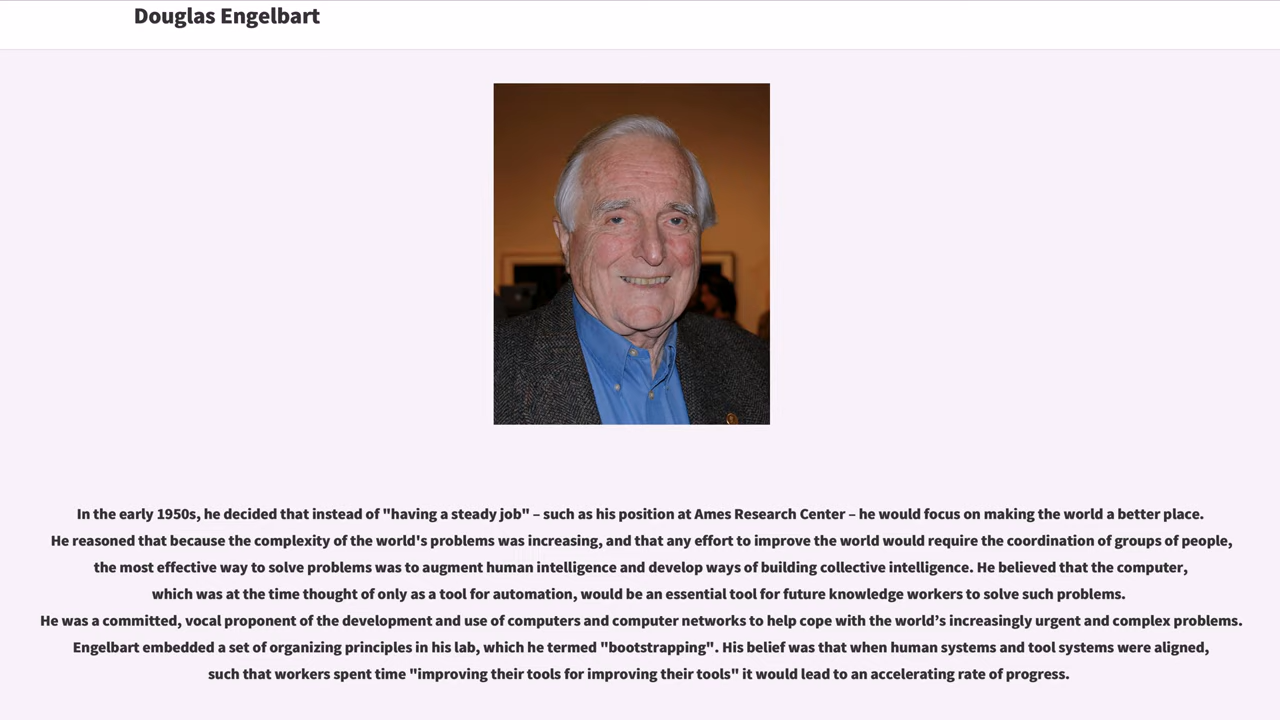 Douglas Engelbart
In the early 1950s, he decided that instead of "having a steady job" – such as his position at Ames Research Center – he would focus on making the world a better place.
He reasoned that because the complexity of the world's problems was increasing, and that any effort to improve the world would require the coordination of groups of people,
the most effective way to solve problems was to augment human intelligence and develop ways of building collective intelligence. He believed that the computer,
which was at the time thought of only as a tool for automation, would be an essential tool for future knowledge workers to solve such problems.
He was a committed, vocal proponent of the development and use of computers and computer networks to help cope with the world’s increasingly urgent and complex problems.
Engelbart embedded a set of organizing principles in his lab, which he termed "bootstrapping". His belief was that when human systems and tool systems were aligned,
such that workers spent time "improving their tools for improving their tools" it would lead to an accelerating rate of progress.